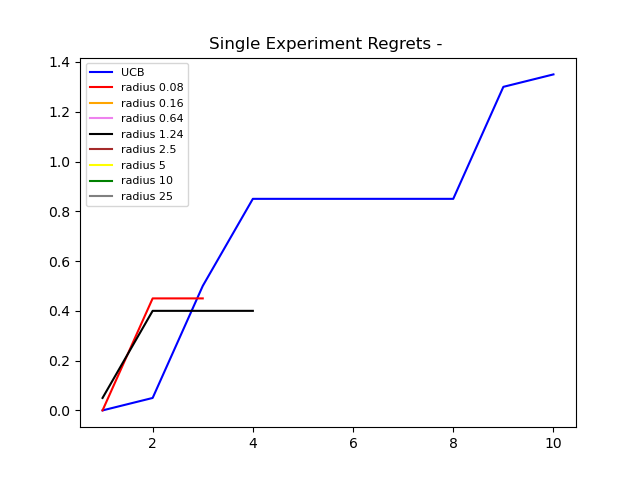 Single Experiment Regrets -
1.4
1.2
1.0
0.8
0.6
0.4
0.2
0.0
UCB
radius 0.08
radius 0.16
radius 0.64
radius 1.24
radius 2.5
radius 5
radius 10
radius 25
2 4 6 8 10